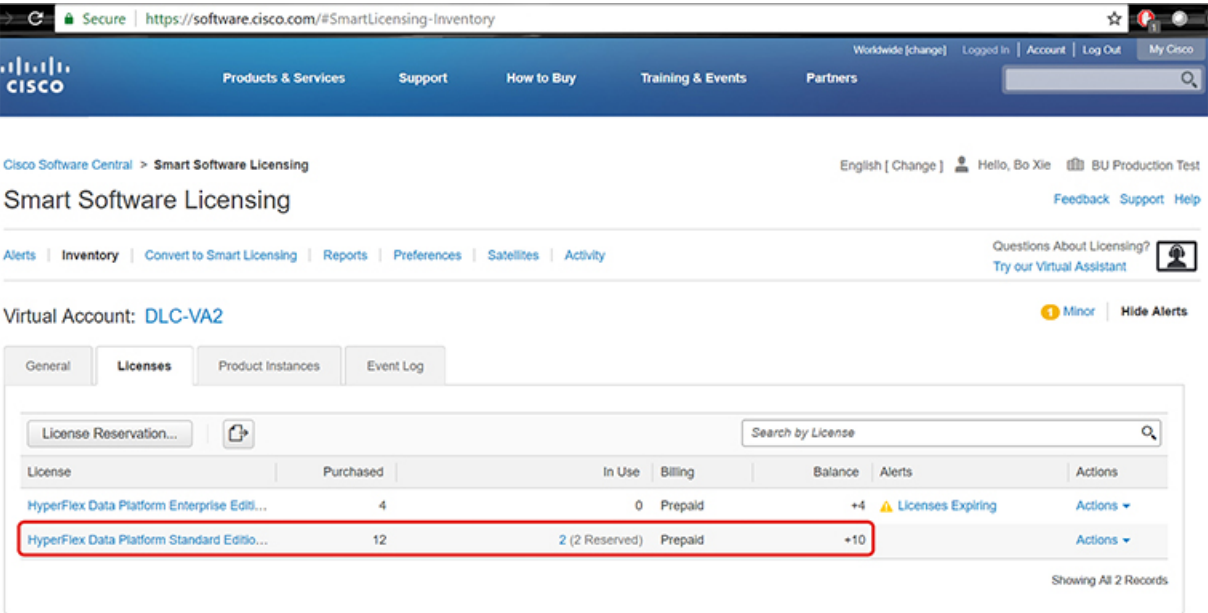 Secure | https://software.cisco.com/#SmartLicensing-Inventory
1
Worldwide [change] Logged In | Account | Log Out My Cisco
CISCO Products & Services Support How to Buy Training & Events Partners
Cisco Software Central > Smart Software Licensing English [ Change ] Hello, Bo Xie BU Production Test
Smart Software Licensing Feedback Support Help
Alerts | Inventory | Convert to Smart Licensing | Reports | Preferences | Satellites | Activity
Questions About Licensing?
Try our Virtual Assistant
Virtual Account: DLC-VA2 1 Minor | Hide Alerts
General Licenses Product Instances Event Log
License Reservation... Search by License
License Purchased In Use Billing Balance Alerts Actions
HyperFlex Data Platform Enterprise Editi... 4 0 Prepaid +4 Licenses Expiring Actions
HyperFlex Data Platform Standard Editio... 12 2 (2 Reserved) Prepaid +10 Actions
Showing All 2 Records